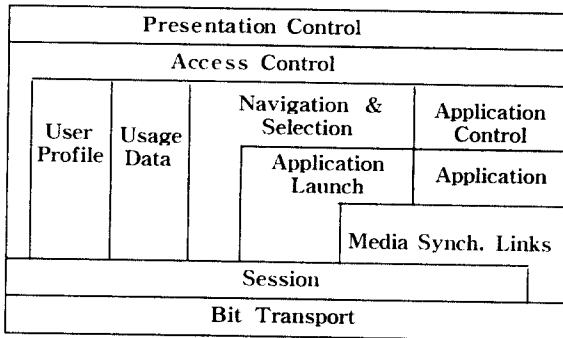 Presentation Control
Access Control
User
Profile
Usage
Data
Navigation &
Selection
Application
Control
Application
Launch
Application
Media Synch. Links
Session
Bit Transport